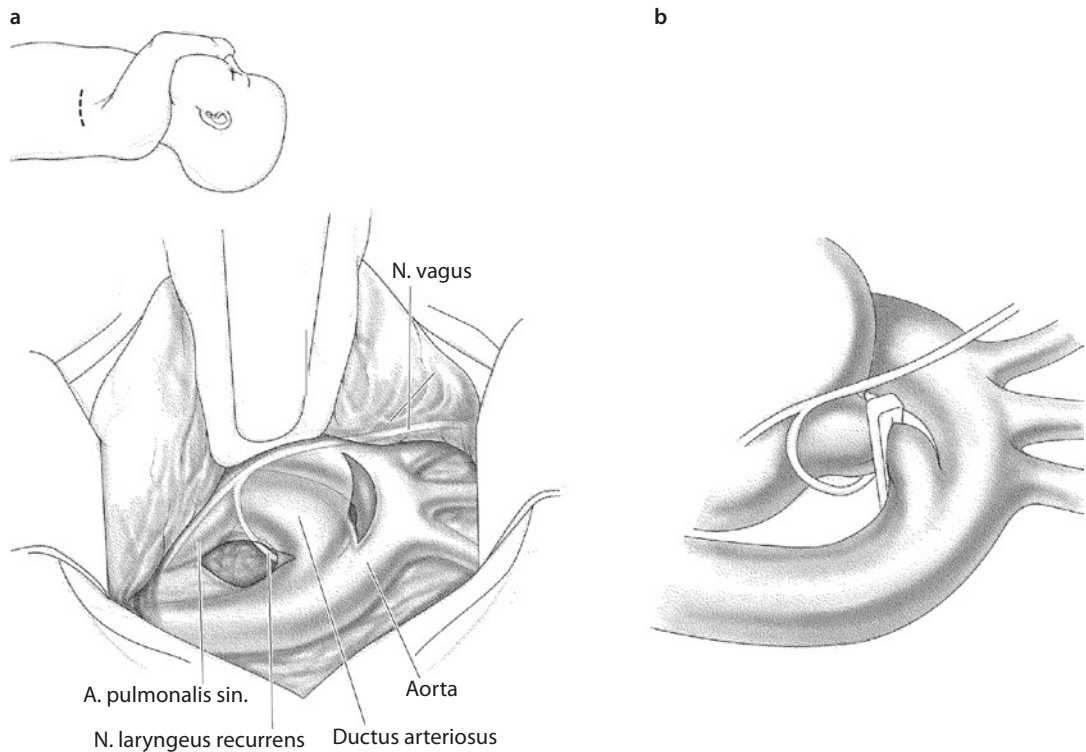 a
b
N. vagus
A. pulmonalis sin.
Aorta
N. laryngeus recurrens
Ductus arteriosus